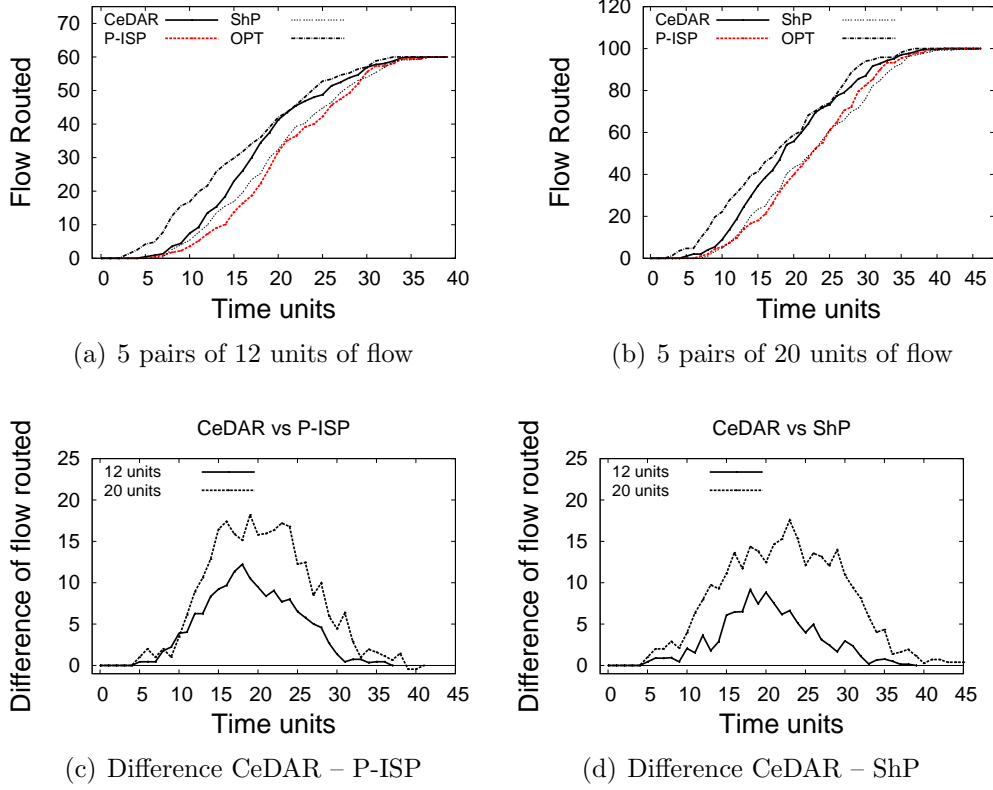 CeDAR ShP
P-ISP OPT
70
60
50
40
30
20
10
0
Flow Routed
0 5 10 15 20 25 30 35 40
Time units
(a) 5 pairs of 12 units of flow
CeDAR ShP
P-ISP OPT
120
100
80
60
40
20
0
Flow Routed
0 5 10 15 20 25 30 35 40 45
Time units
(b) 5 pairs of 20 units of flow
CeDAR vs P-ISP
12 units
20 units
25
20
15
10
5
0
Difference of flow routed
0 5 10 15 20 25 30 35 40 45
Time units
(c) Difference CeDAR – P-ISP
CeDAR vs ShP
12 units
20 units
25
20
15
10
5
0
Difference of flow routed
0 5 10 15 20 25 30 35 40 45
Time units
(d) Difference CeDAR – ShP